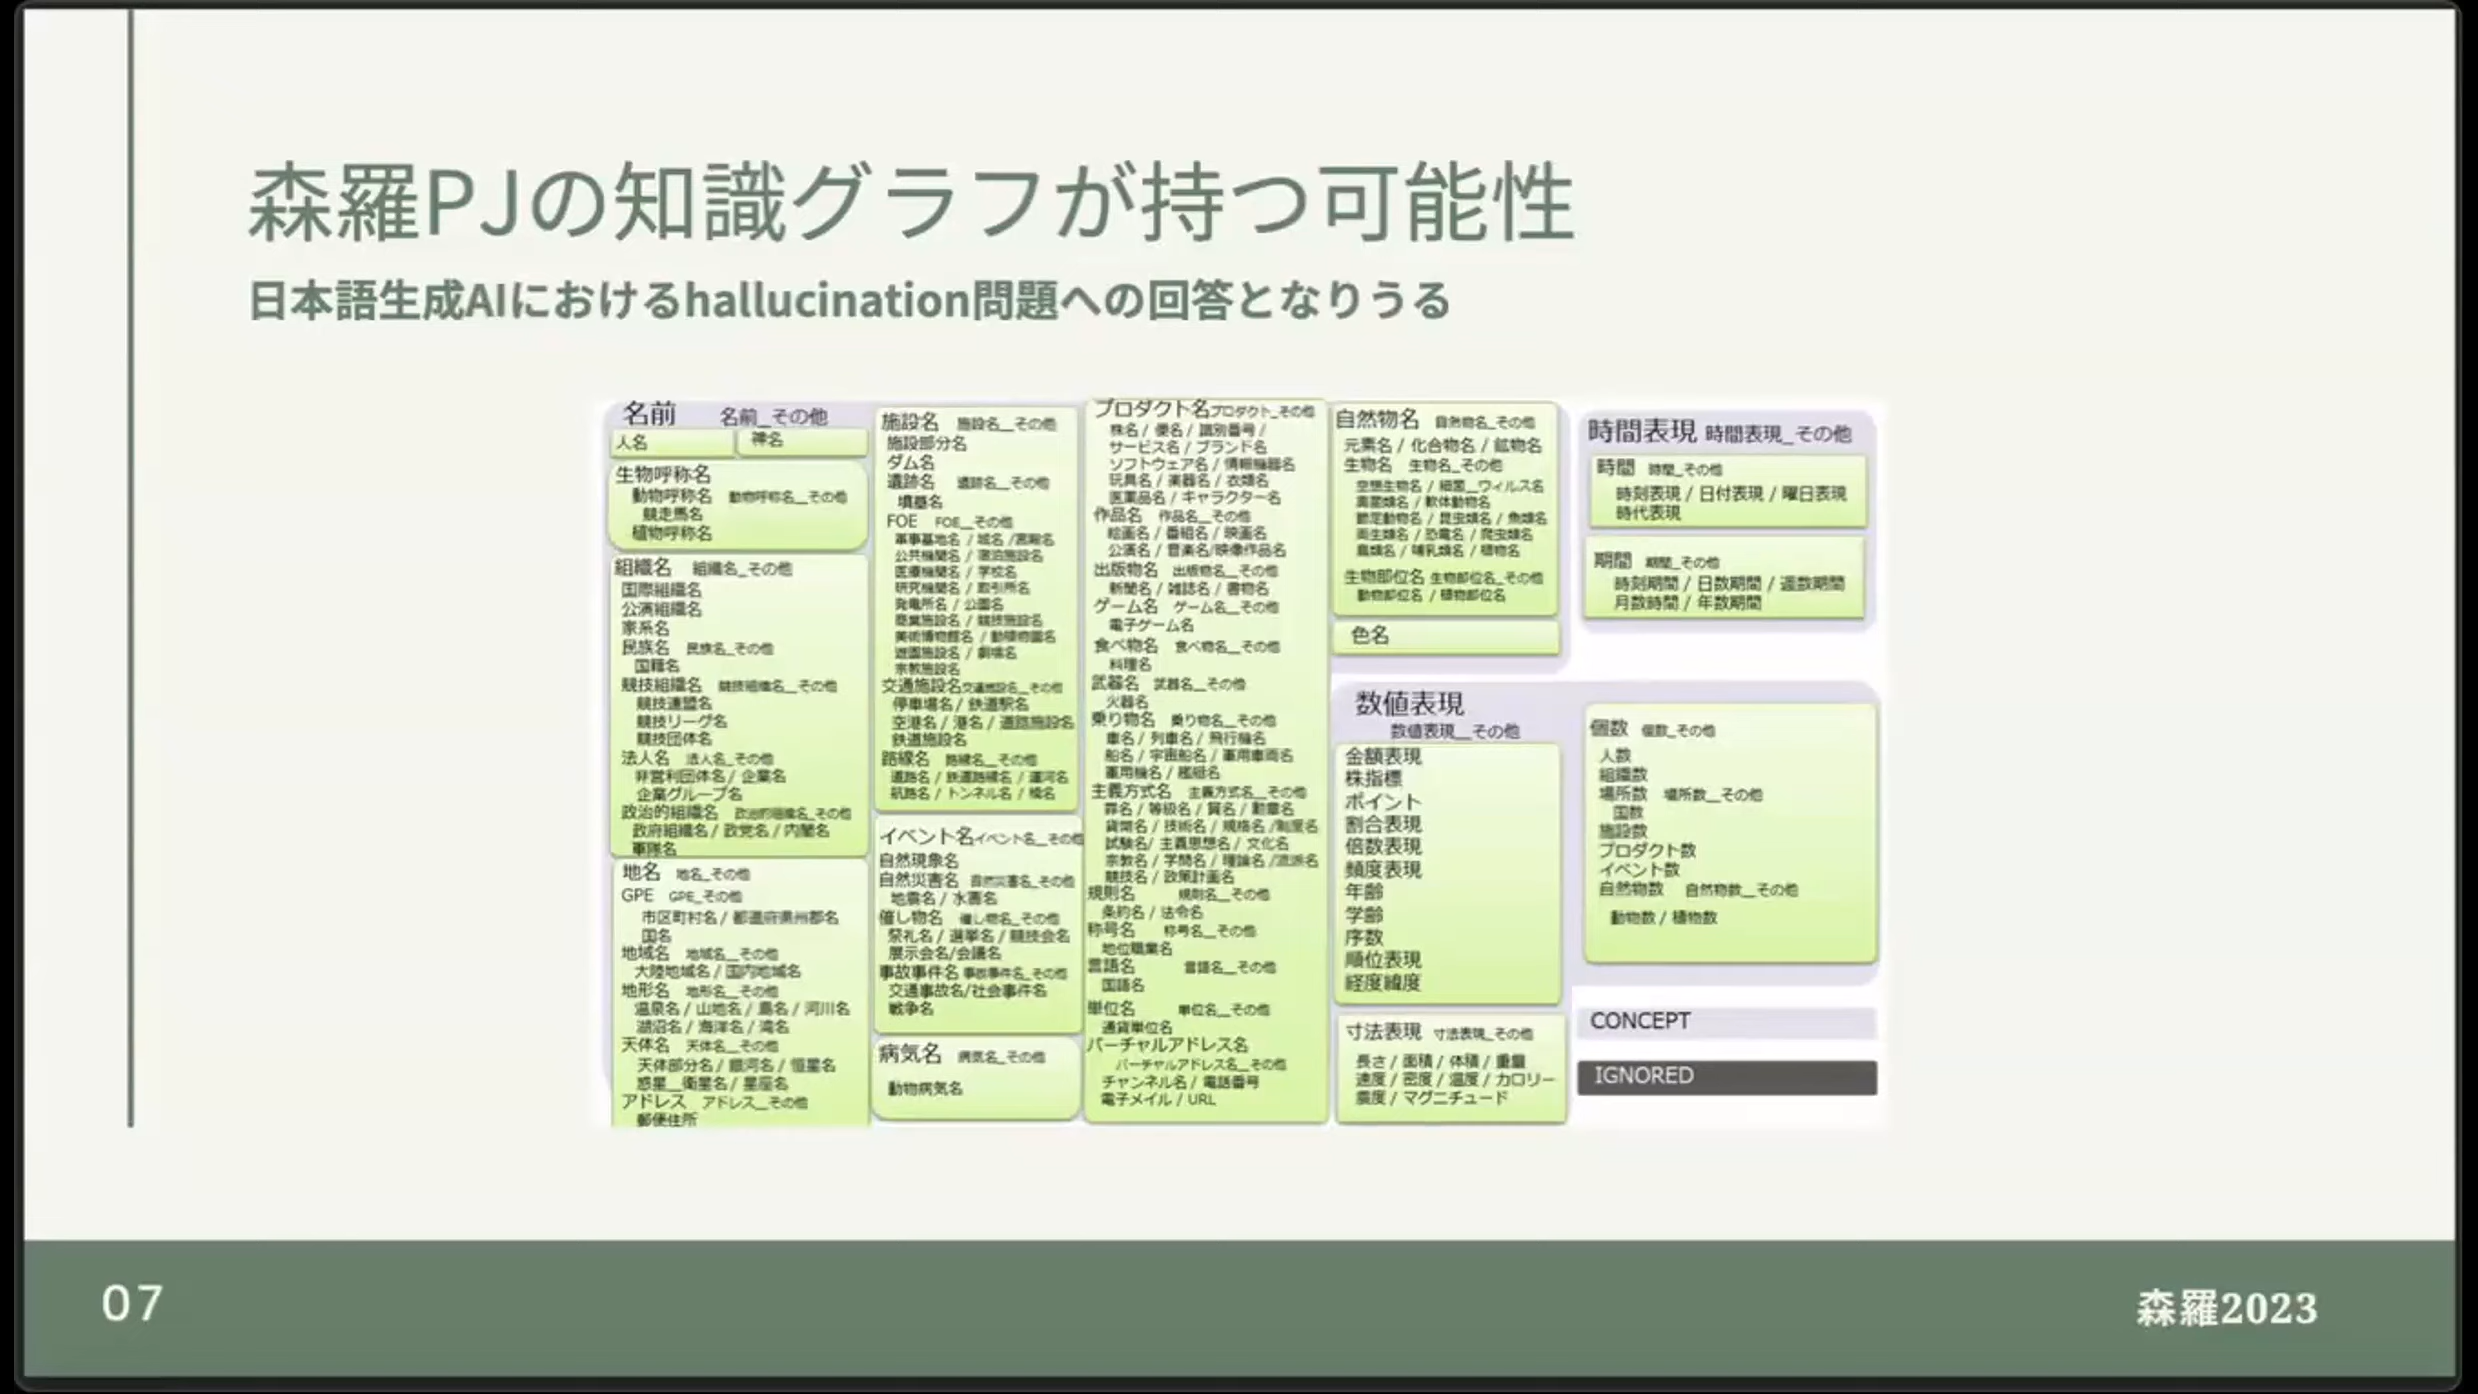 森羅PJの知識グラフが持つ可能性
日本語生成AIにおけるhallucination問題への回答となりうる
名前 名前_その他
人名 神名
生物呼称名
動物呼称名 動物呼称名_その他
競走馬名
植物呼称名
組織名 組織名_その他
国際組織名
公演組織名
家系名
民族名 民族名_その他
国籍名
競技組織名 競技組織名_その他
競技連盟名
競技リーグ名
競技団体名
法人名 法人名_その他
非営利団体名 / 企業名
企業グループ名
政治的組織名 政治的組織名_その他
政府組織名 / 政党名 / 内閣名
軍隊名
地名 地名_その他
GPE GPE_その他
市区町村名 / 都道府県州郡名
国名
地域名 地域名_その他
大陸地域名 / 国内地域名
地形名 地形名_その他
温泉名 / 山地名 / 島名 / 河川名
湖沼名 / 海洋名 / 湾名
天体名 天体名_その他
天体部分名 / 銀河名 / 恒星名
惑星_衛星名 / 星座名
アドレス アドレス_その他
郵便住所
施設名 施設名_その他
施設部分名
ダム名
遺跡名 遺跡名_その他
墳墓名
FOE FOE_その他
軍事基地名 / 城名 /宮殿名
公共機関名 / 宿泊施設名
医療機関名 / 学校名
研究機関名 / 取引所名
発電所名 / 公園名
商業施設名 / 競技施設名
美術博物館名 / 動植物園名
遊園施設名 / 劇場名
宗教施設名
交通施設名 交通施設名_その他
停車場名 / 鉄道駅名
空港名 / 港名 / 道路施設名
鉄道施設名
路線名 路線名_その他
道路名 / 鉄道路線名 / 運河名
航路名 / トンネル名 / 橋名
イベント名 イベント名_その他
自然現象名
自然災害名 自然災害名_その他
地震名 / 水害名
催し物名 催し物名_その他
祭礼名 / 選挙名 / 競技会名
展示会名/会議名
事故事件名 事故事件名_その他
交通事故名/社会事件名
戦争名
病気名 病気名_その他
動物病気名
プロダクト名 プロダクト_その他
株名 / 便名 / 識別番号 /
サービス名 / ブランド名
ソフトウェア名 / 情報機器名
玩具名 / 楽器名 / 衣類名
医薬品名 / キャラクター名
作品名 作品名_その他
絵画名 / 番組名 / 映画名
公演名 / 音楽名/映像作品名
出版物名 出版物名_その他
新聞名 / 雑誌名 / 書物名
ゲーム名 ゲーム名_その他
電子ゲーム名
食べ物名 食べ物名_その他
料理名
武器名 武器名_その他
火器名
乗り物名 乗り物名_その他
車名 / 列車名 / 飛行機名
船名 / 宇宙船名 / 軍用車両名
軍用機名 / 艦艇名
主義方式名 主義方式名_その他
罪名 / 等級名 / 賞名 / 勲章名
貨幣名 / 技術名 / 規格名 /制度名
試験名/ 主義思想名 / 文化名
宗教名 / 学問名 / 理論名 /流派名
競技名 / 政策計画名
規則名 規則名_その他
条約名 / 法令名
称号名 称号名_その他
地位職業名
言語名 言語名_その他
国語名
単位名 単位名_その他
通貨単位名
バーチャルアドレス名
バーチャルアドレス名_その他
チャンネル名 / 電話番号
電子メイル / URL
自然物名 自然物名_その他
元素名 / 化合物名 / 鉱物名
生物名 生物名_その他
空想生物名 / 細菌_ウィルス名
真菌類名 / 軟体動物名
節足動物名 / 昆虫類名 / 魚類名
両生類名 / 恐竜名 / 爬虫類名
鳥類名 / 哺乳類名 / 植物名
生物部位名 生物部位名_その他
動物部位名 / 植物部位名
色名
数値表現
数値表現_その他
金額表現
株指標
ポイント
割合表現
倍数表現
頻度表現
年齢
学齢
序数
順位表現
経度緯度
寸法表現 寸法表現_その他
長さ / 面積 / 体積 / 重量
速度 / 密度 / 温度 / カロリー
震度 / マグニチュード
時間表現 時間表現_その他
時間 時間_その他
時刻表現 / 日付表現 / 曜日表現
時代表現
期間 期間_その他
時刻期間 / 日数期間 / 週数期間
月数時間 / 年数期間
個数 個数_その他
人数
組織数
場所数 場所数_その他
国数
施設数
プロダクト数
イベント数
自然物数 自然物数_その他
動物数 / 植物数
CONCEPT
IGNORED
07
森羅2023